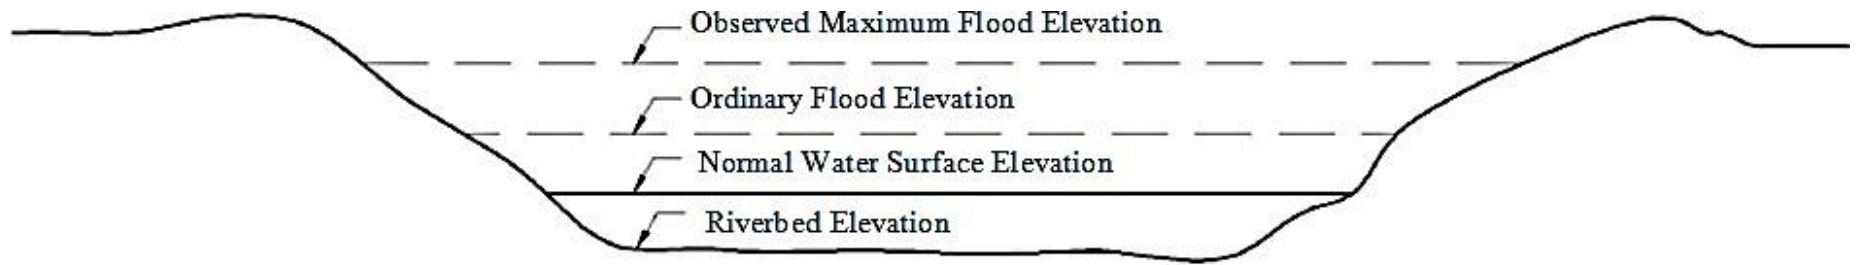 Observed Maximum Flood Elevation
Ordinary Flood Elevation
Normal Water Surface Elevation
Riverbed Elevation